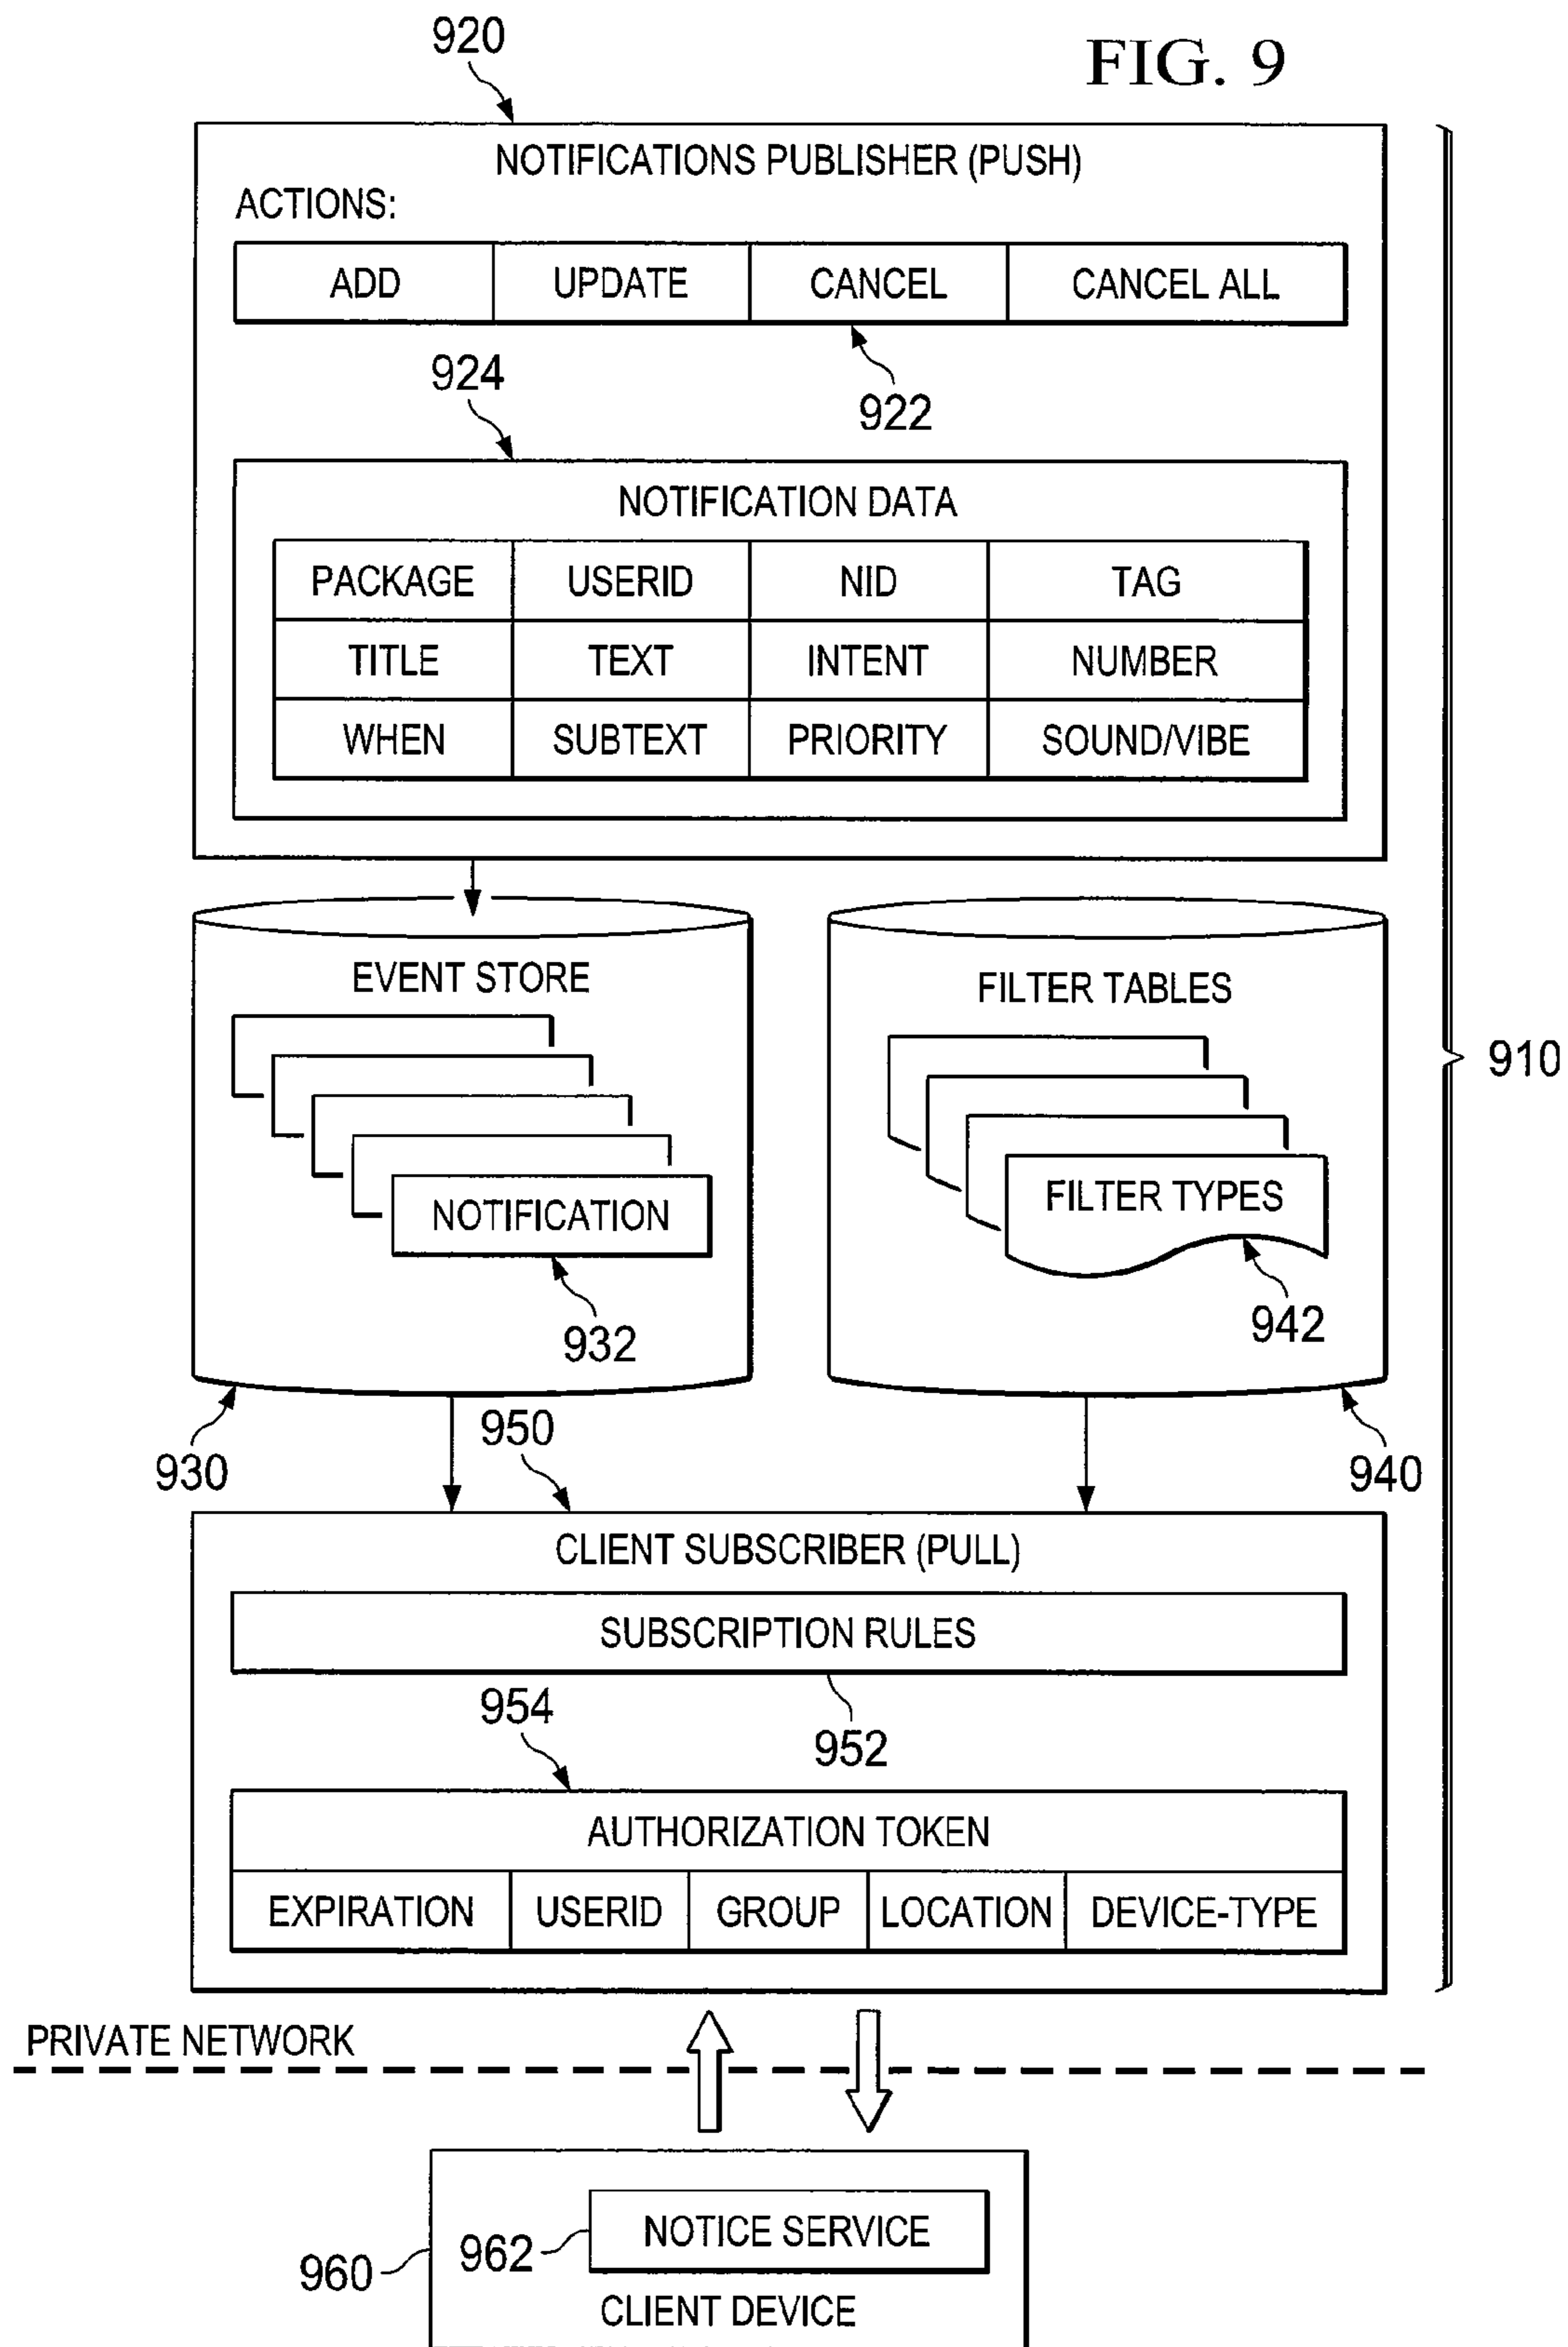 920
FIG. 9
NOTIFICATIONS PUBLISHER (PUSH)
ACTIONS:
ADD UPDATE CANCEL CANCEL ALL
924
922
NOTIFICATION DATA
PACKAGE USERID NID TAG
TITLE TEXT INTENT NUMBER
WHEN SUBTEXT PRIORITY SOUND/VIBE
EVENT STORE
FILTER TABLES
910
NOTIFICATION
FILTER TYPES
932
942
930
950
940
CLIENT SUBSCRIBER (PULL)
SUBSCRIPTION RULES
954
952
AUTHORIZATION TOKEN
EXPIRATION USERID GROUP LOCATION DEVICE-TYPE
PRIVATE NETWORK
NOTICE SERVICE
962
960
CLIENT DEVICE